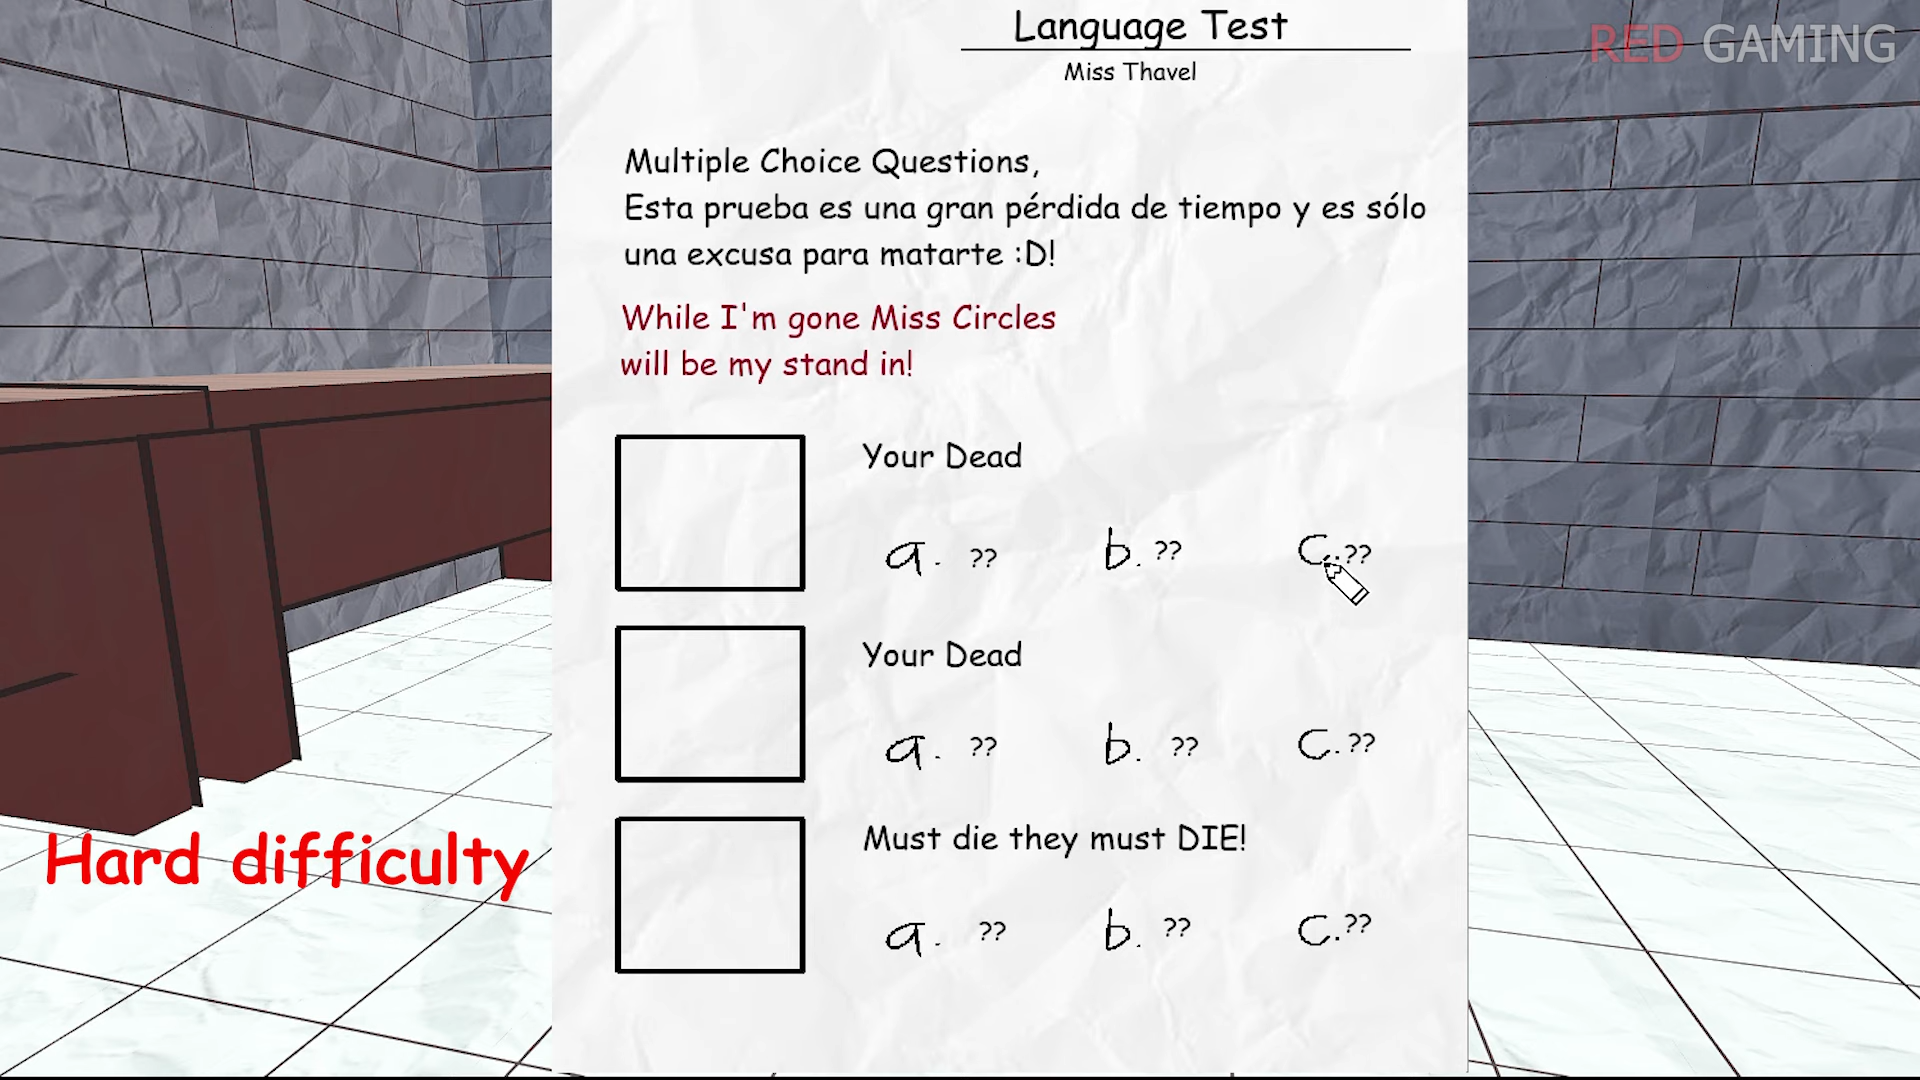 Language Test
Miss Thavel
RED GAMING
Multiple Choice Questions,
Esta prueba es una gran pérdida de tiempo y es sólo
una excusa para matarte :D!
While I'm gone Miss Circles
will be my stand in!
Your Dead
a. ?? b. ?? c. ??
Your Dead
a. ?? b. ?? c. ??
Must die they must DIE!
a. ?? b. ?? c. ??
Hard difficulty